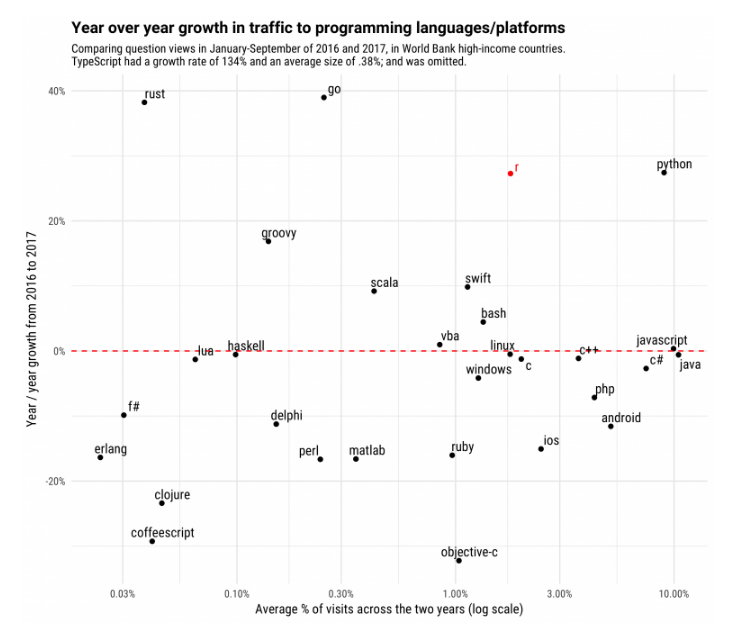 Year over year growth in traffic to programming languages/platforms
Comparing question views in January-September of 2016 and 2017, in World Bank high-income countries.
TypeScript had a growth rate of 134% and an average size of .38%; and was omitted.
40%
rust
go
python
r
20%
groovy
scala
swift
bash
vba
linux
javascript
0%
lua
haskell
windows
c
c++
c#
java
php
f#
delphi
android
erlang
perl
matlab
ruby
ios
-20%
clojure
coffeescript
objective-c
0.03%
0.10%
0.30%
1.00%
3.00%
10.00%
Year / year growth from 2016 to 2017
Average % of visits across the two years (log scale)